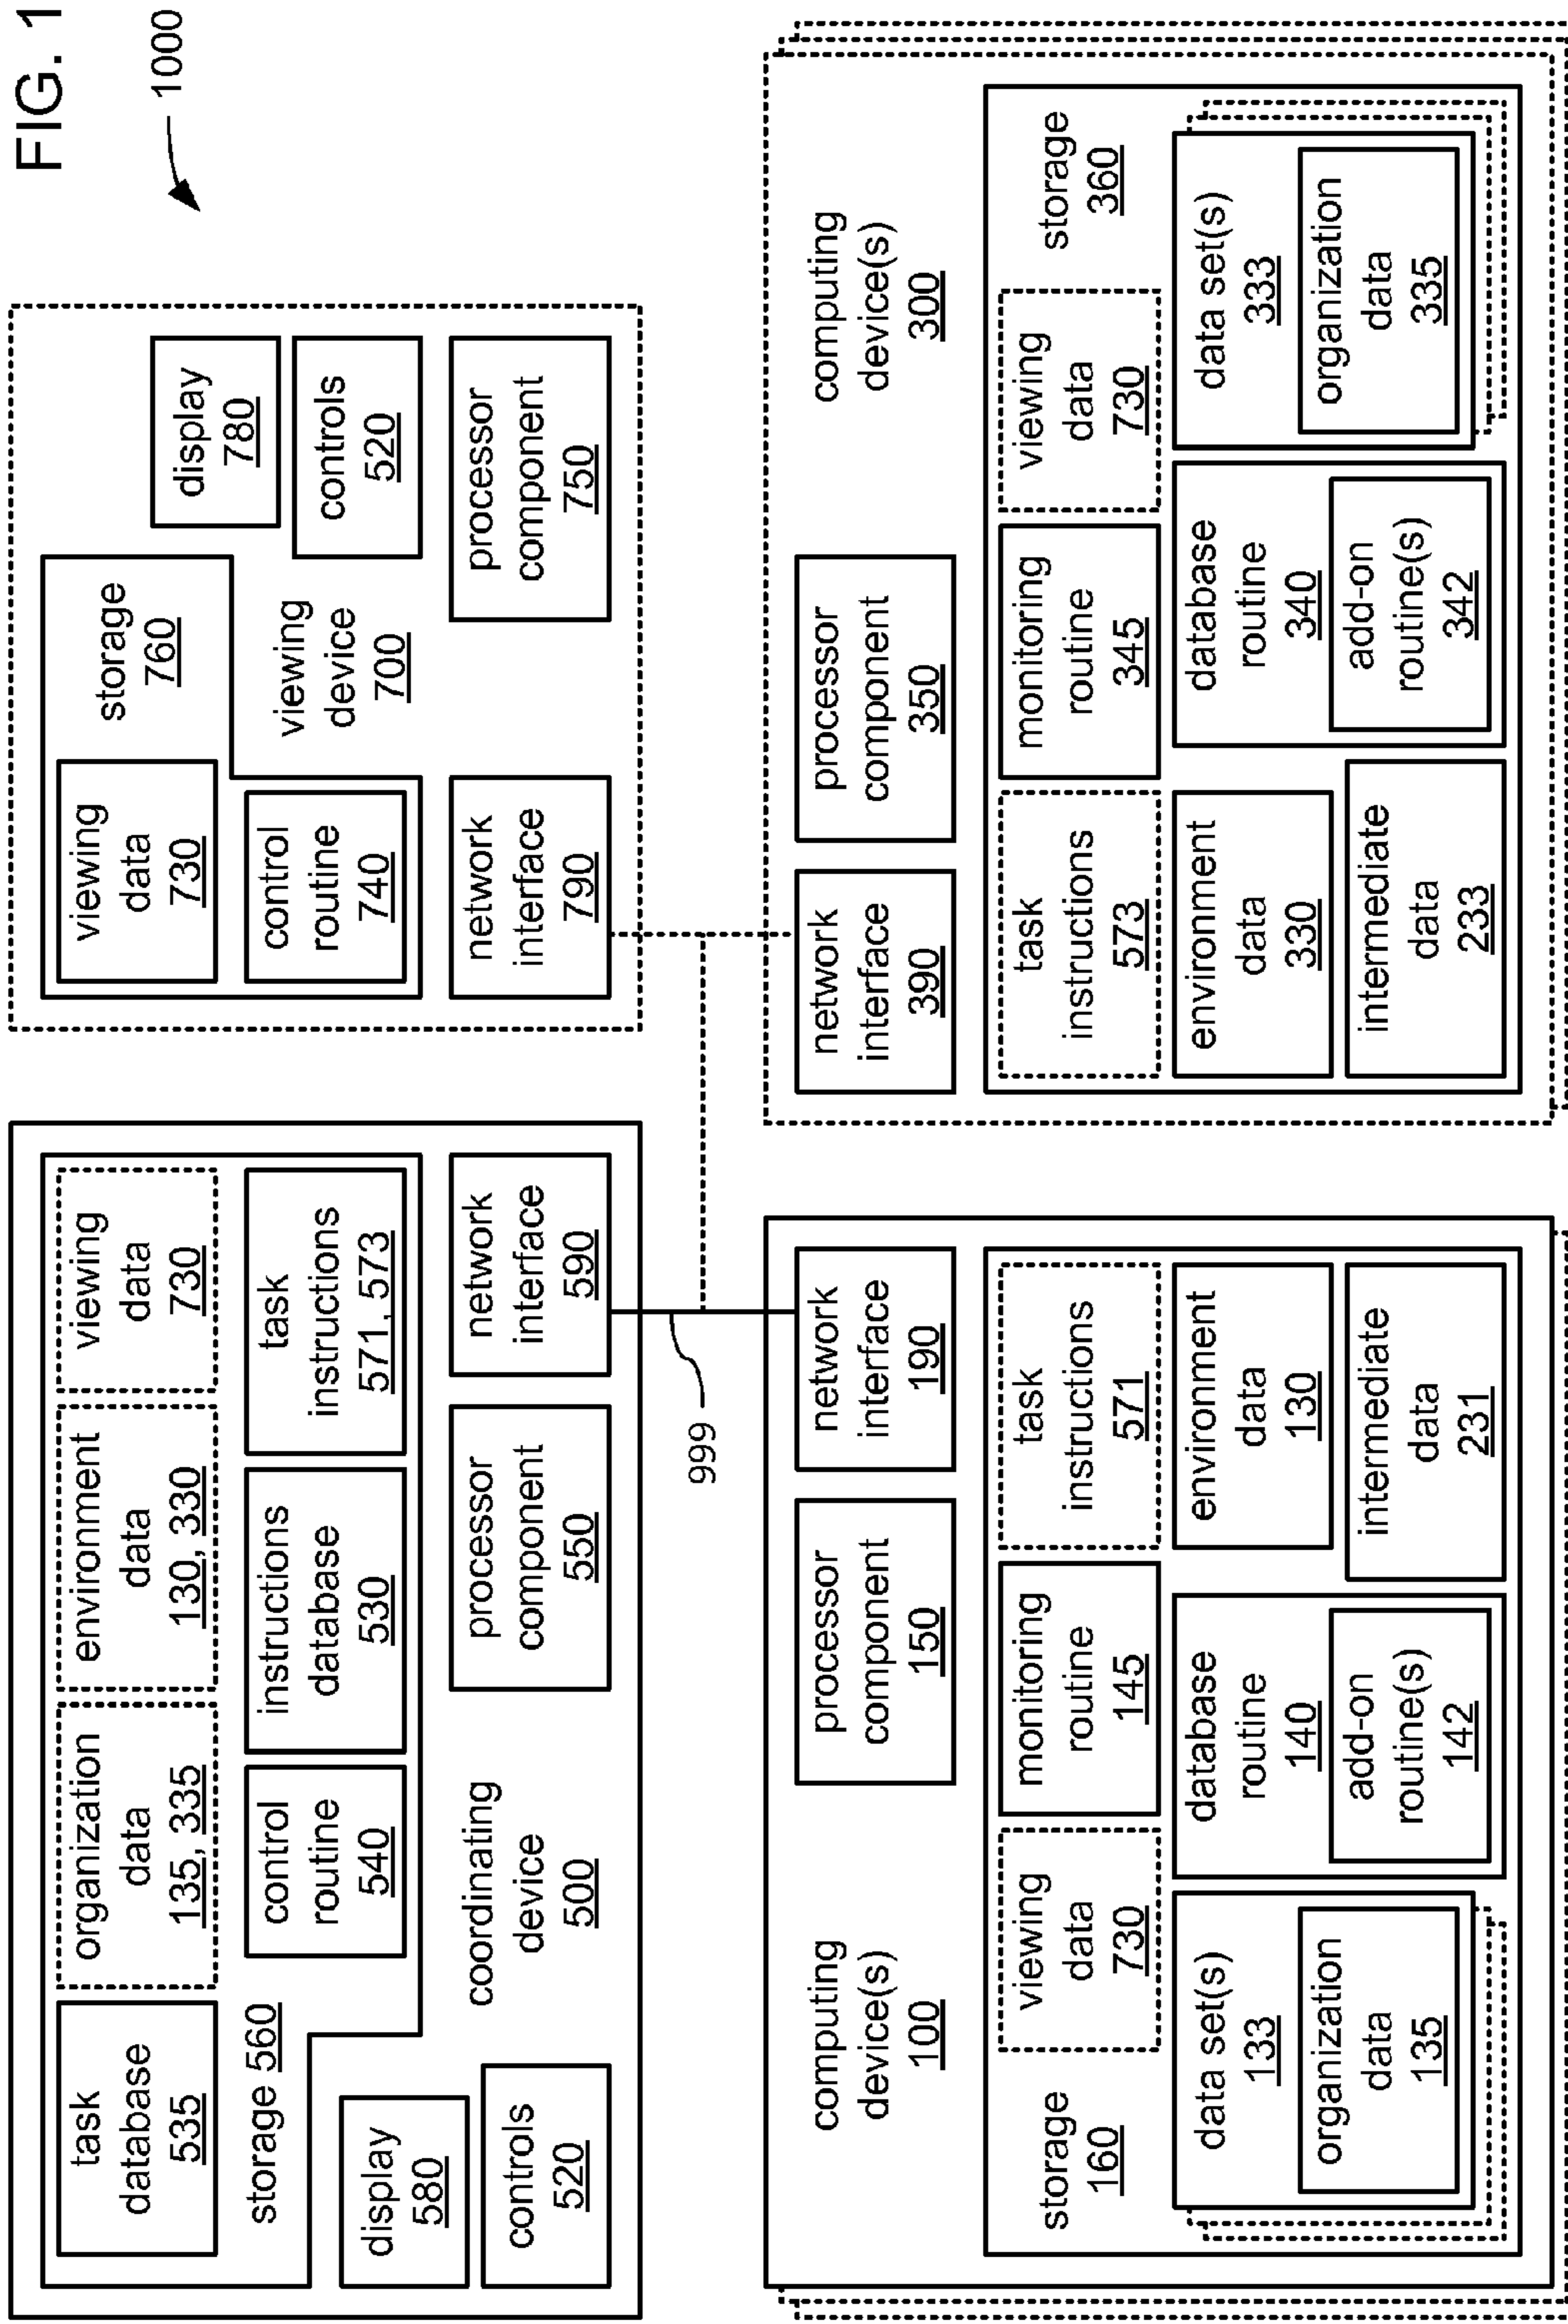 FIG. 1
1000
task
database
535
organization
data
135, 335
environment
data
130, 330
viewing
data
730
storage 560
control
routine
540
instructions
database
530
task
instructions
571, 573
display
580
controls
520
coordinating
device
500
processor
component
550
network
interface
590
viewing
data
730
storage
760
control
routine
740
viewing
device
700
display
780
controls
520
network
interface
790
processor
component
750
999
computing
device(s)
100
processor
component
150
network
interface
190
storage
160
viewing
data
730
monitoring
routine
145
task
instructions
571
data set(s)
133
organization
data
135
database
routine
140
add-on
routine(s)
142
environment
data
130
intermediate
data
231
network
interface
390
processor
component
350
computing
device(s)
300
task
instructions
573
monitoring
routine
345
viewing
data
730
storage
360
environment
data
330
intermediate
data
233
database
routine
340
add-on
routine(s)
342
data set(s)
333
organization
data
335